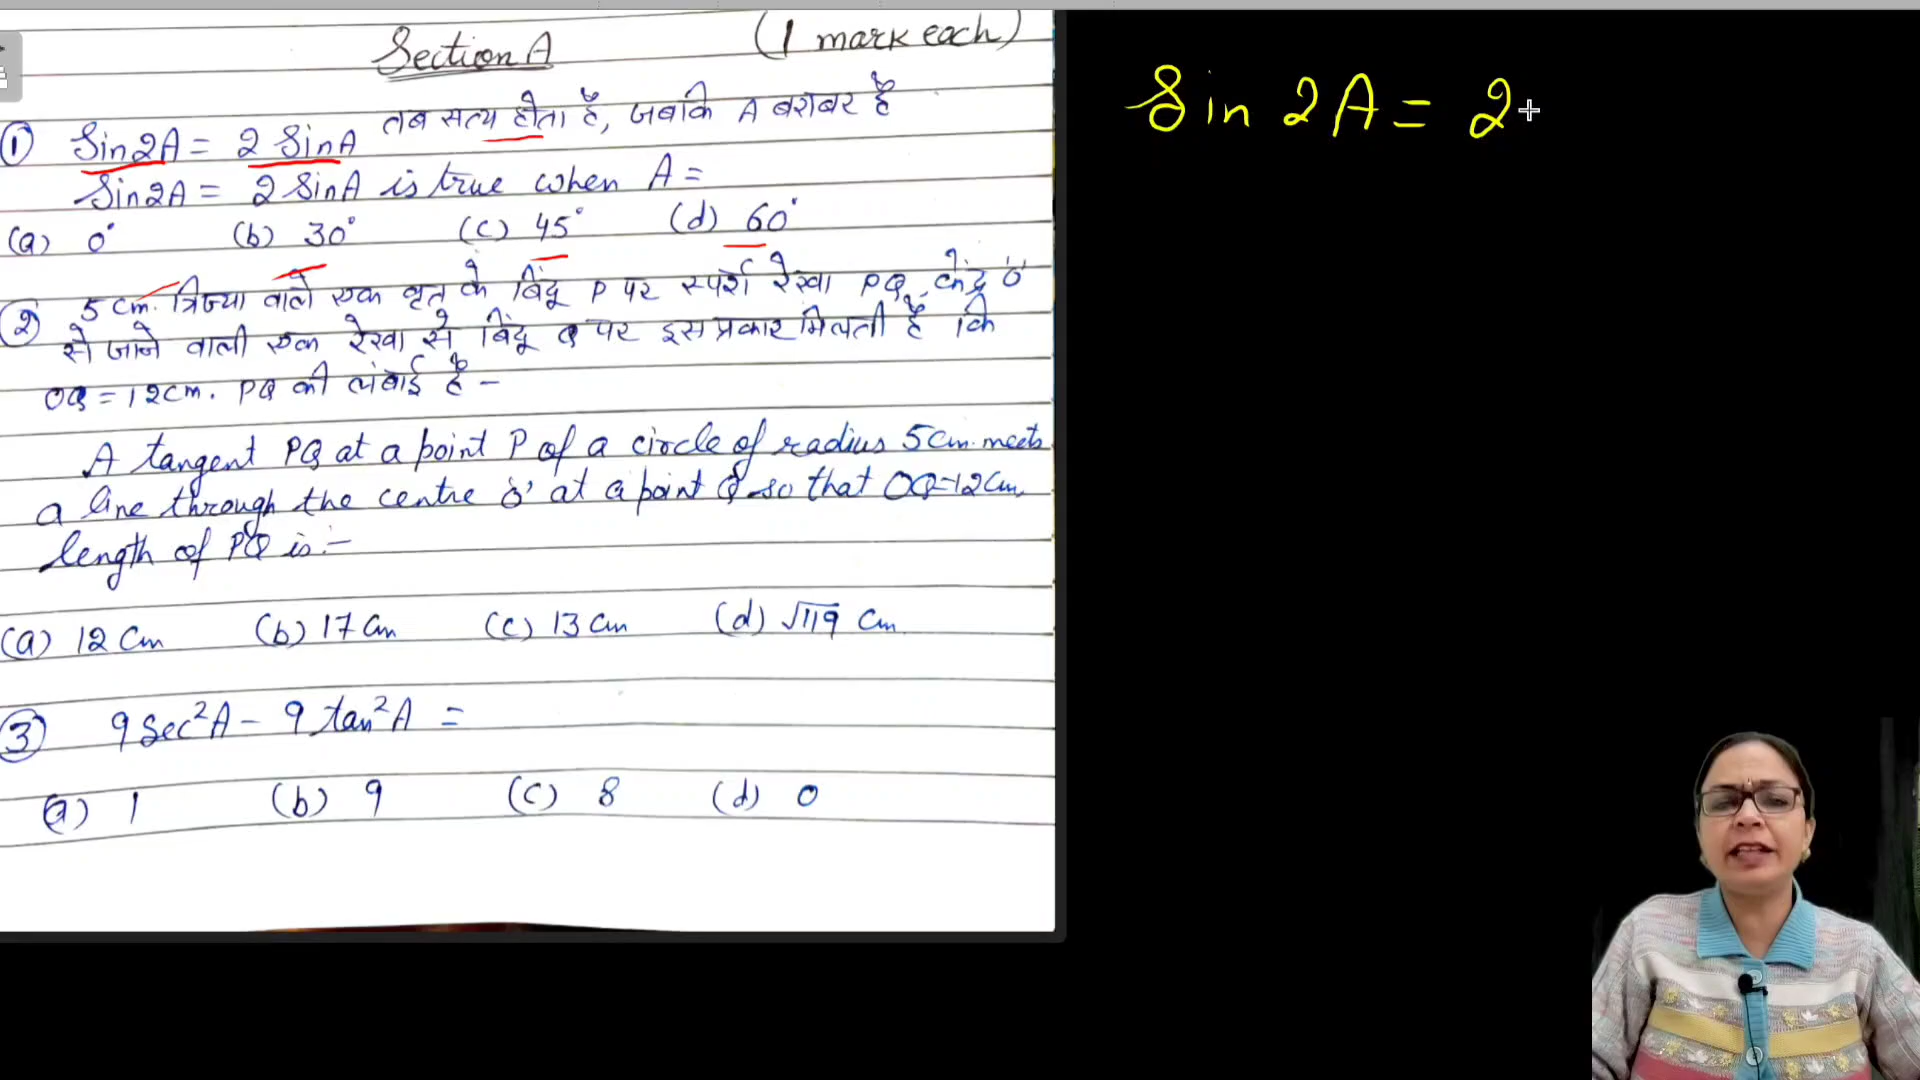 Section A (1 mark each)
① Sin2A = 2 SinA तब सत्य होता है, जबकि A बराबर है
Sin2A = 2 SinA is true when A =
(a) 0° (b) 30° (c) 45° (d) 60°
② 5 cm. त्रिज्या वाले एक वृत के बिंदू P पर स्पर्श रेखा PQ, केंद्र 'O'
से जाने वाली एक रेखा से बिंदू Q पर इस प्रकार मिलती है कि
OQ = 12cm. PQ की लंबाई है –
A tangent PQ at a point P of a circle of radius 5cm. meets
a line through the centre 'O' at a point Q so that OQ=12cm.
length of PQ is:–
(a) 12 cm (b) 17 cm (c) 13 cm (d) √119 cm
③ 9 sec²A – 9 tan²A =
(a) 1 (b) 9 (c) 8 (d) 0
Sin 2A = 2